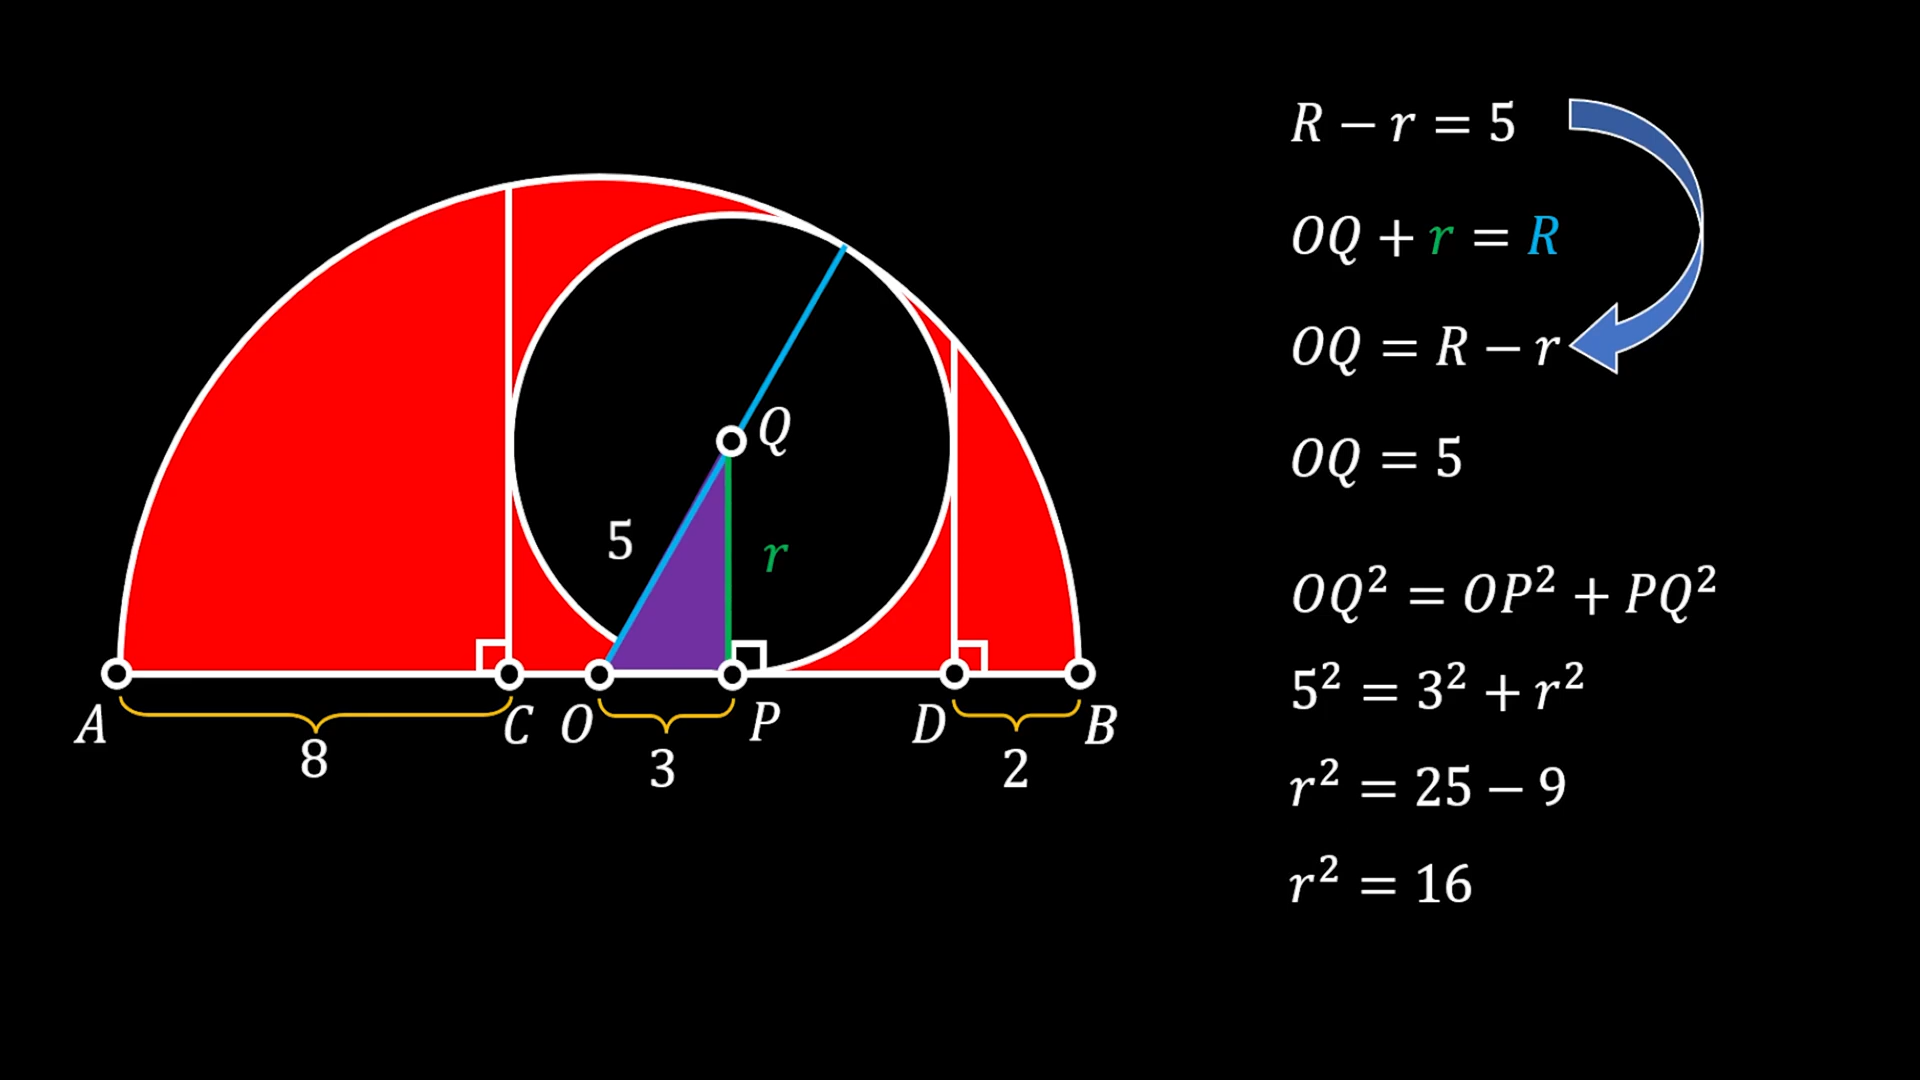 R − r = 5
OQ + r = R
OQ = R − r
OQ = 5
OQ² = OP² + PQ²
5² = 3² + r²
r² = 25 − 9
r² = 16
Q
5
r
A
C
O
P
D
B
8
3
2